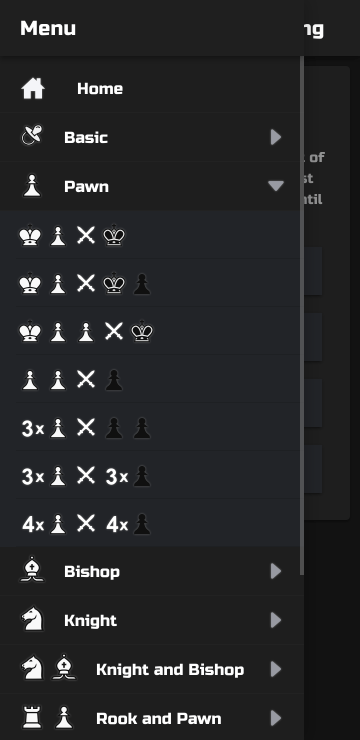 Menu
ng
Home
Basic
of
st
Pawn
ntil
3x
3x 3x
4x 4x
Bishop
Knight
Knight and Bishop
Rook and Pawn